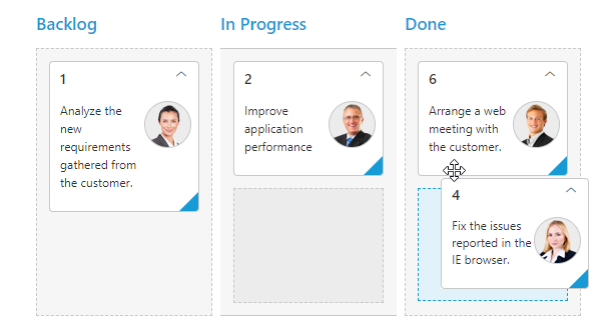 Backlog
In Progress
Done
1
Analyze the
new
requirements
gathered from
the customer.
2
Improve
application
performance
6
Arrange a web
meeting with
the customer.
4
Fix the issues
reported in the
IE browser.